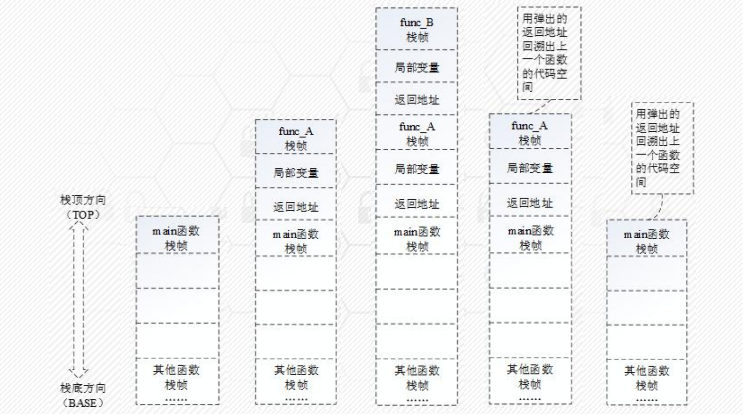 栈顶方向
（TOP）
栈底方向
（BASE）
main函数
栈帧
其他函数
栈帧
……
func_A
栈帧
局部变量
返回地址
main函数
栈帧
其他函数
栈帧
……
func_B
栈帧
局部变量
返回地址
func_A
栈帧
局部变量
返回地址
main函数
栈帧
其他函数
栈帧
……
用弹出的
返回地址
回溯出上
一个函数
的代码空
间
func_A
栈帧
局部变量
返回地址
main函数
栈帧
其他函数
栈帧
……
用弹出的
返回地址
回溯出上
一个函数
的代码空
间
main函数
栈帧
其他函数
栈帧
……